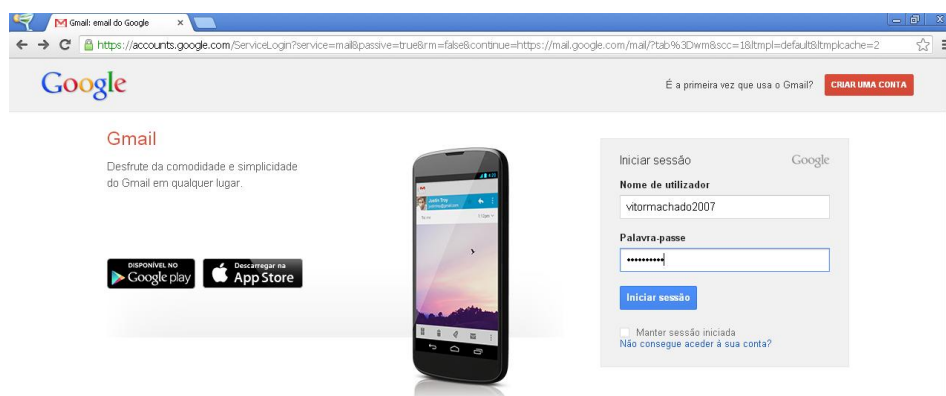 Gmail: email do Google
https://accounts.google.com/ServiceLogin?service=mail&passive=true&rm=false&continue=https://mail.google.com/mail/?tab%3Dwm&scc=1&ltmpl=default&ltmplcache=2
Google
É a primeira vez que usa o Gmail?
CRIAR UMA CONTA
Gmail
Desfrute da comodidade e simplicidade
do Gmail em qualquer lugar.
DISPONÍVEL NO
Google play
Descarregar na
App Store
Iniciar sessão
Google
Nome de utilizador
vitormachado2007
Palavra-passe
••••••••••
Iniciar sessão
Manter sessão iniciada
Não consegue aceder à sua conta?